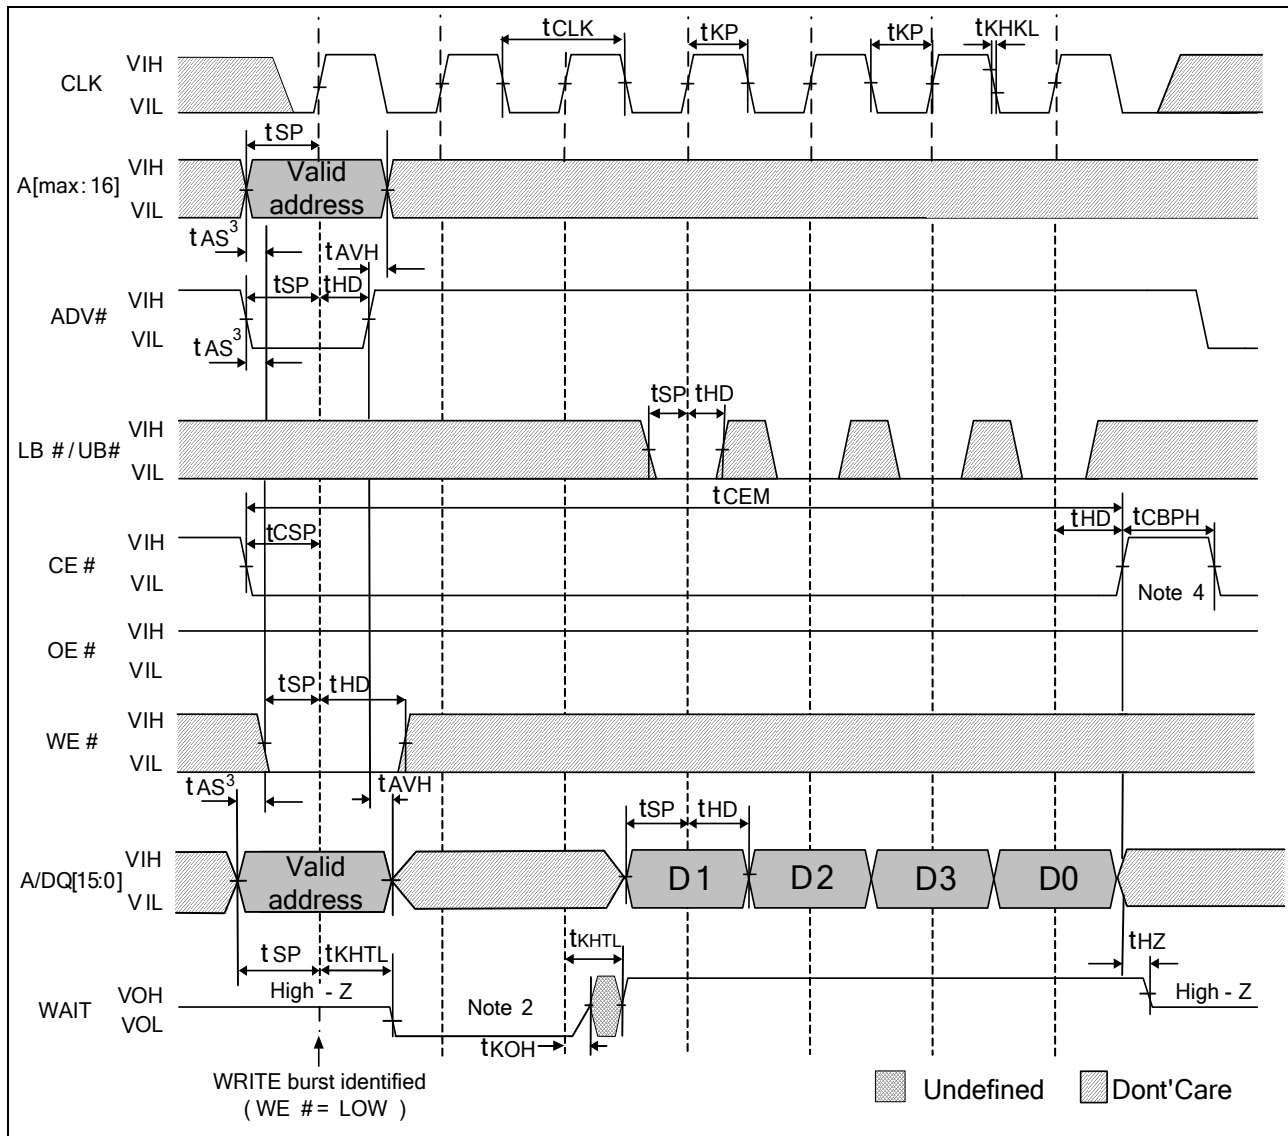 tCLK tKP tKP tKHKL
VIH
CLK
VIL
tSP
VIH
A[max:16]
VIL
Valid
address
tAS3
tAVH
tSP tHD
VIH
ADV#
VIL
tAS3
tSP tHD
VIH
LB #/UB#
VIL
tCEM
tHD tCBPH
tCSP
VIH
CE #
VIL
Note 4
VIH
OE #
VIL
tSP tHD
VIH
WE #
VIL
tAS3
tAVH
tSP tHD
VIH
A/DQ[15:0]
VIL
Valid
address
D1 D2 D3 D0
tSP tKHTL
tKHTL
tHZ
High - Z
VOH
WAIT
VOL
Note 2
High - Z
tKOH
WRITE burst identified
( WE #= LOW )
Undefined
Dont'Care